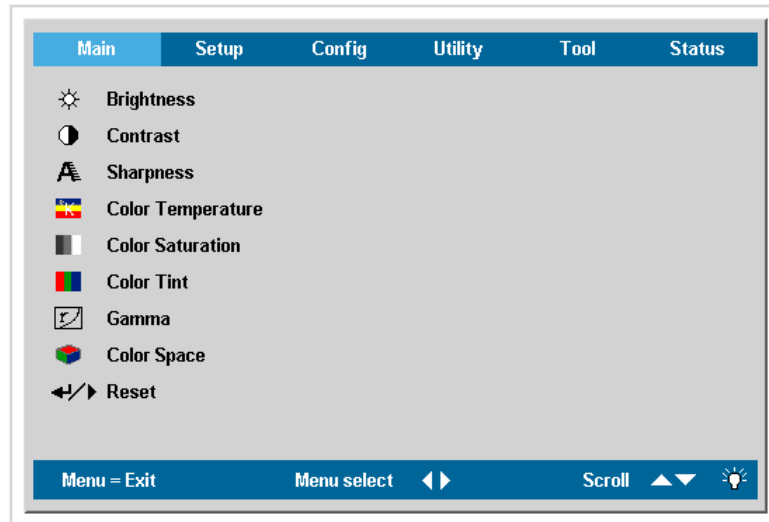 Main Setup Config Utility Tool Status
Brightness
Contrast
Sharpness
Color Temperature
Color Saturation
Color Tint
Gamma
Color Space
Reset
Menu = Exit Menu select Scroll